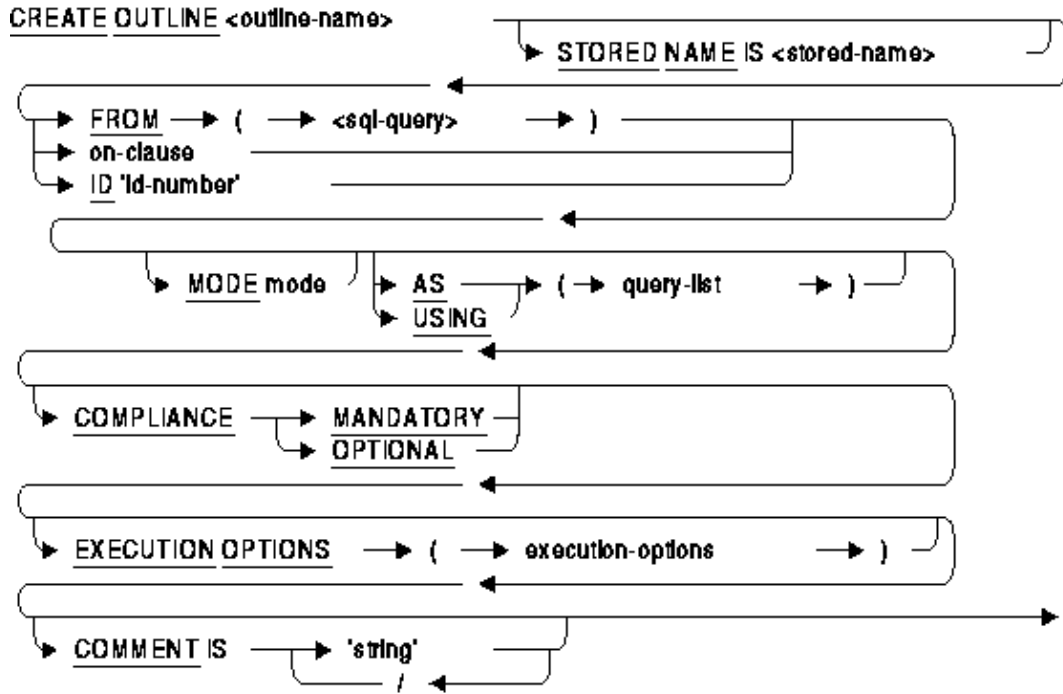 CREATE OUTLINE <outline-name>
STORED NAME IS <stored-name>
FROM ( <sql-query> )
on-clause
ID 'id-number'
MODE mode AS ( query-list )
USING
COMPLIANCE MANDATORY
OPTIONAL
EXECUTION OPTIONS ( execution-options )
COMMENT IS 'string'
/